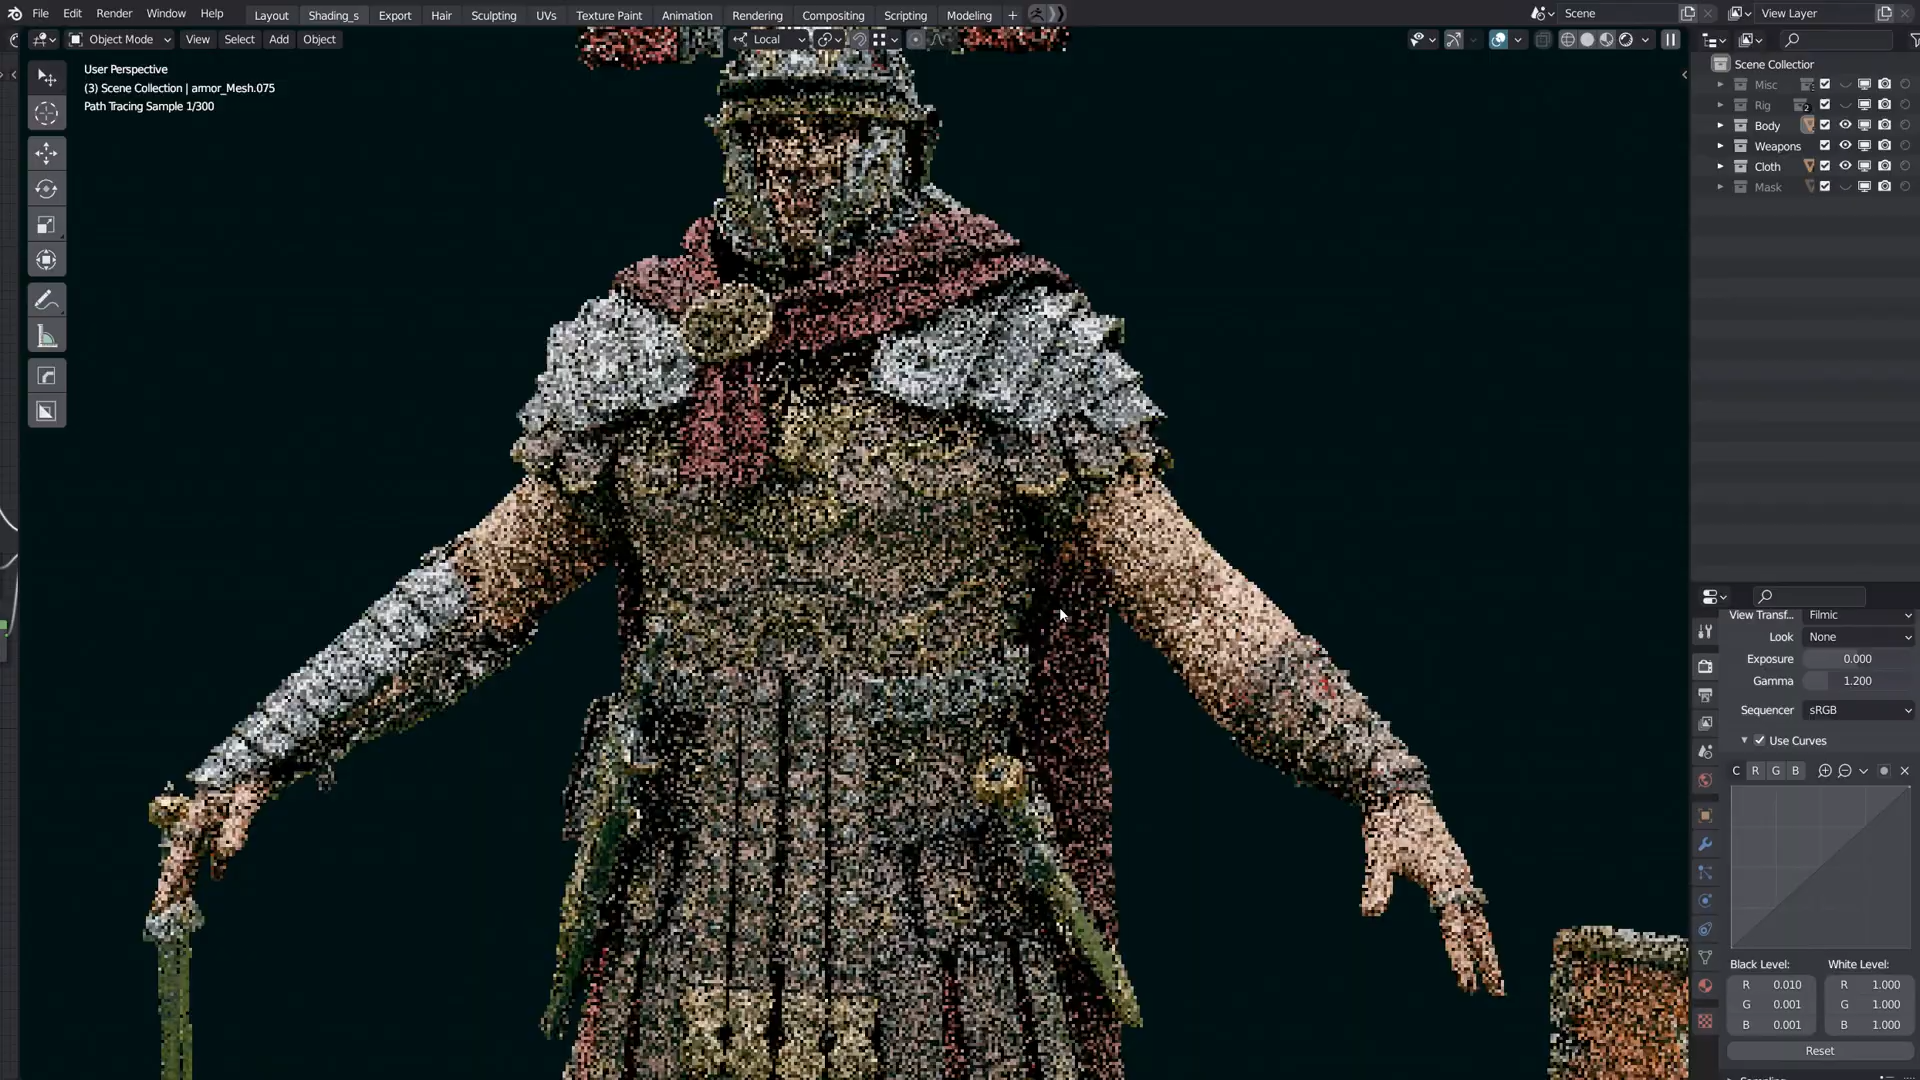 File Edit Render Window Help Layout Shading_s Export Hair Sculpting UVs Texture Paint Animation Rendering Compositing Scripting Modeling + Scene View Layer
Object Mode View Select Add Object Local
User Perspective
(3) Scene Collection | armor_Mesh.075
Path Tracing Sample 1/300
Scene Collectior
Misc
Rig 2
Body
Weapons
Cloth
Mask
View Transf... Filmic
Look None
Exposure 0.000
Gamma 1.200
Sequencer sRGB
Use Curves
C R G B
Black Level: White Level:
R 0.010 R 1.000
G 0.001 G 1.000
B 0.001 B 1.000
Reset